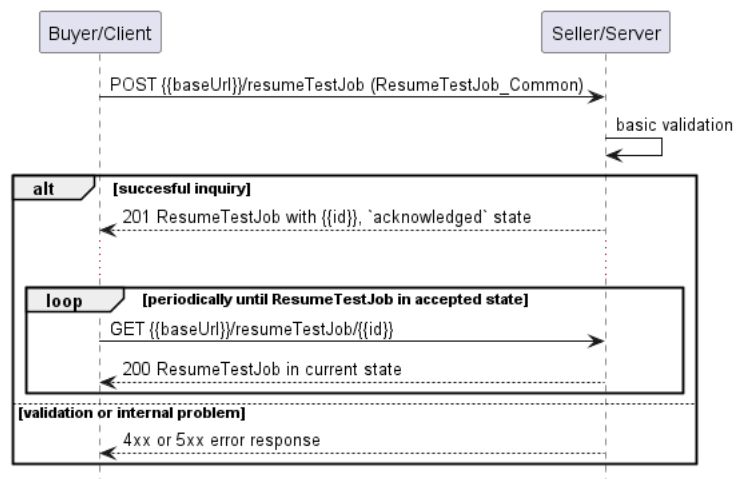 Buyer/Client
Seller/Server
POST {{baseUrl}}/resumeTestJob (ResumeTestJob_Common)
basic validation
alt [succesful inquiry]
201 ResumeTestJob with {{id}}, `acknowledged` state
loop [periodically until ResumeTestJob in accepted state]
GET {{baseUrl}}/resumeTestJob/{{id}}
200 ResumeTestJob in current state
[validation or internal problem]
4xx or 5xx error response